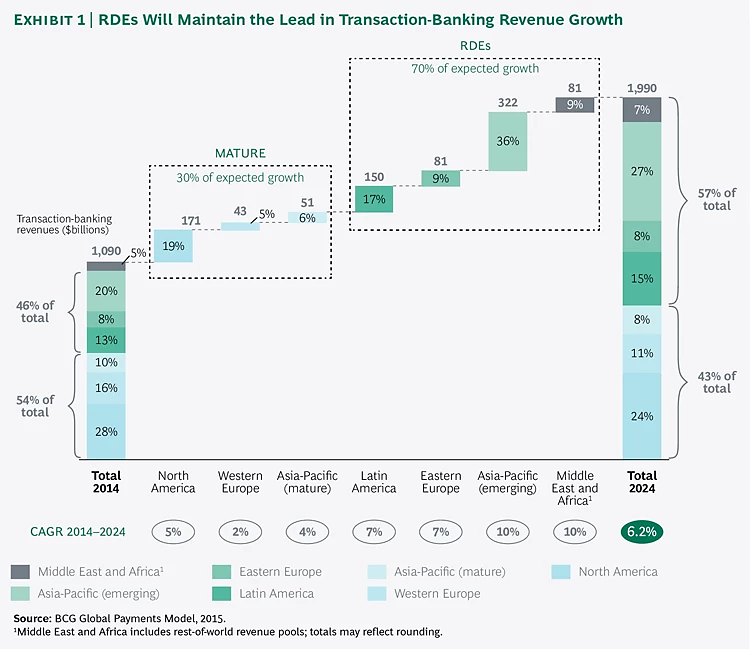 EXHIBIT 1 | RDEs Will Maintain the Lead in Transaction-Banking Revenue Growth
RDEs
70% of expected growth
MATURE
30% of expected growth
Transaction-banking
revenues ($billions)
1,090
5%
20%
8%
13%
10%
16%
28%
46% of
total
54% of
total
171
19%
43
5%
51
6%
150
17%
81
9%
322
36%
81
9%
1,990
7%
27%
8%
15%
8%
11%
24%
57% of
total
43% of
total
Total
2014
North
America
Western
Europe
Asia-Pacific
(mature)
Latin
America
Eastern
Europe
Asia-Pacific
(emerging)
Middle
East and
Africa¹
Total
2024
CAGR 2014–2024
5%
2%
4%
7%
7%
10%
10%
6.2%
Middle East and Africa¹
Eastern Europe
Asia-Pacific (mature)
North America
Asia-Pacific (emerging)
Latin America
Western Europe
Source: BCG Global Payments Model, 2015.
¹Middle East and Africa includes rest-of-world revenue pools; totals may reflect rounding.